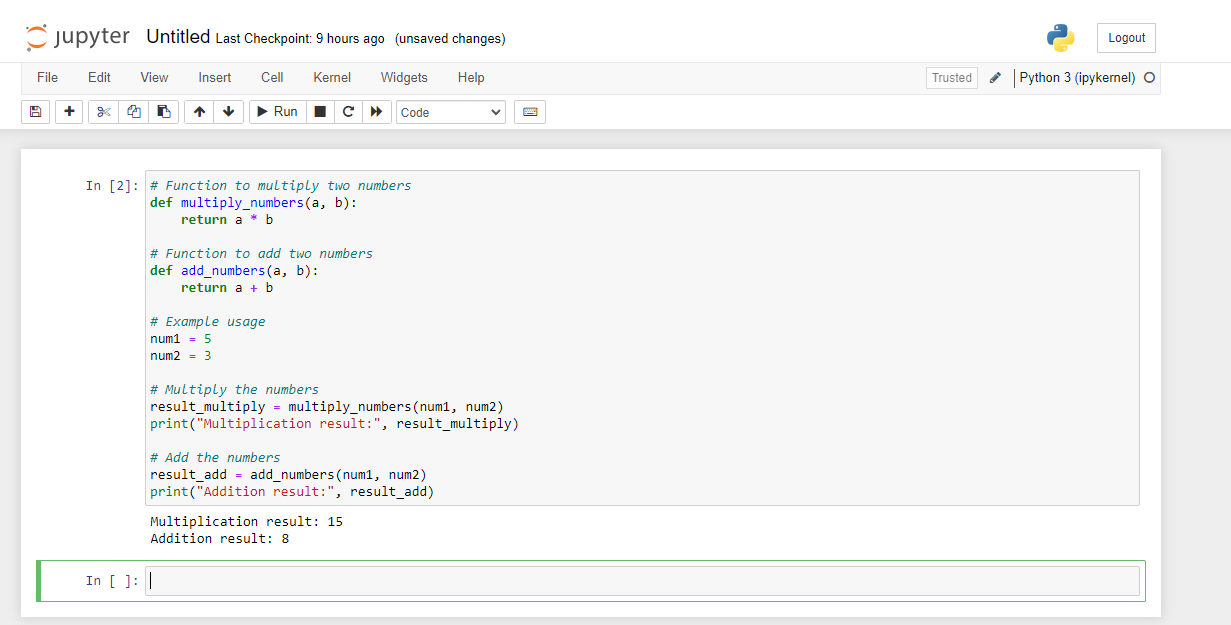 jupyter Untitled Last Checkpoint: 9 hours ago (unsaved changes) Logout
File Edit View Insert Cell Kernel Widgets Help Trusted Python 3 (ipykernel)
Run Code
In [2]: # Function to multiply two numbers
def multiply_numbers(a, b):
    return a * b
# Function to add two numbers
def add_numbers(a, b):
    return a + b
# Example usage
num1 = 5
num2 = 3
# Multiply the numbers
result_multiply = multiply_numbers(num1, num2)
print("Multiplication result:", result_multiply)
# Add the numbers
result_add = add_numbers(num1, num2)
print("Addition result:", result_add)
Multiplication result: 15
Addition result: 8
In [ ]: